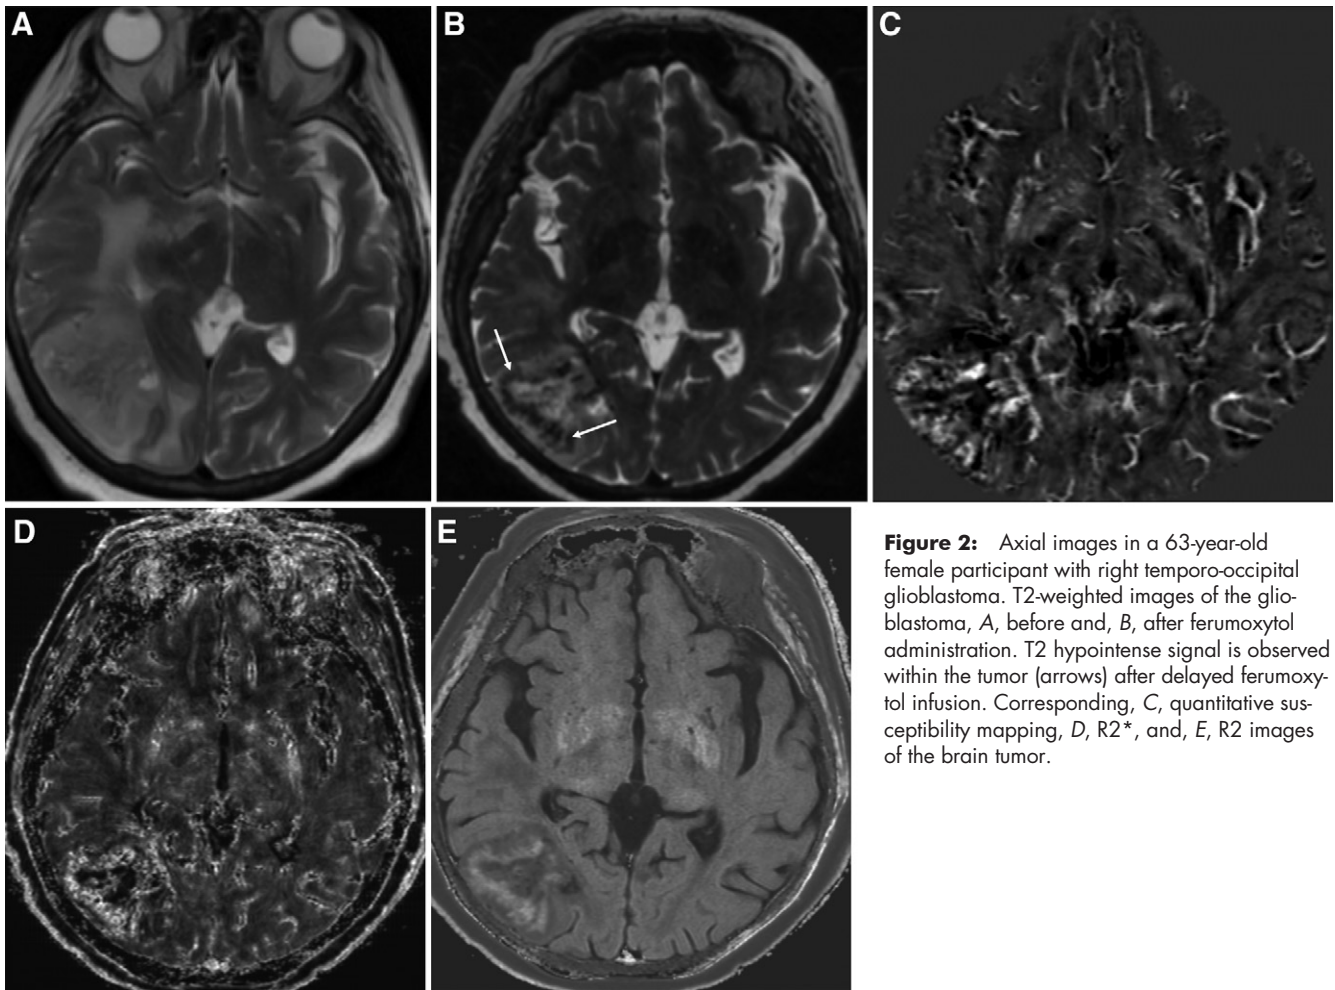 A
B
C
D
E
Figure 2: Axial images in a 63-year-old
female participant with right temporo-occipital
glioblastoma. T2-weighted images of the glio-
blastoma, A, before and, B, after ferumoxytol
administration. T2 hypointense signal is observed
within the tumor (arrows) after delayed ferumoxy-
tol infusion. Corresponding, C, quantitative sus-
ceptibility mapping, D, R2*, and, E, R2 images
of the brain tumor.